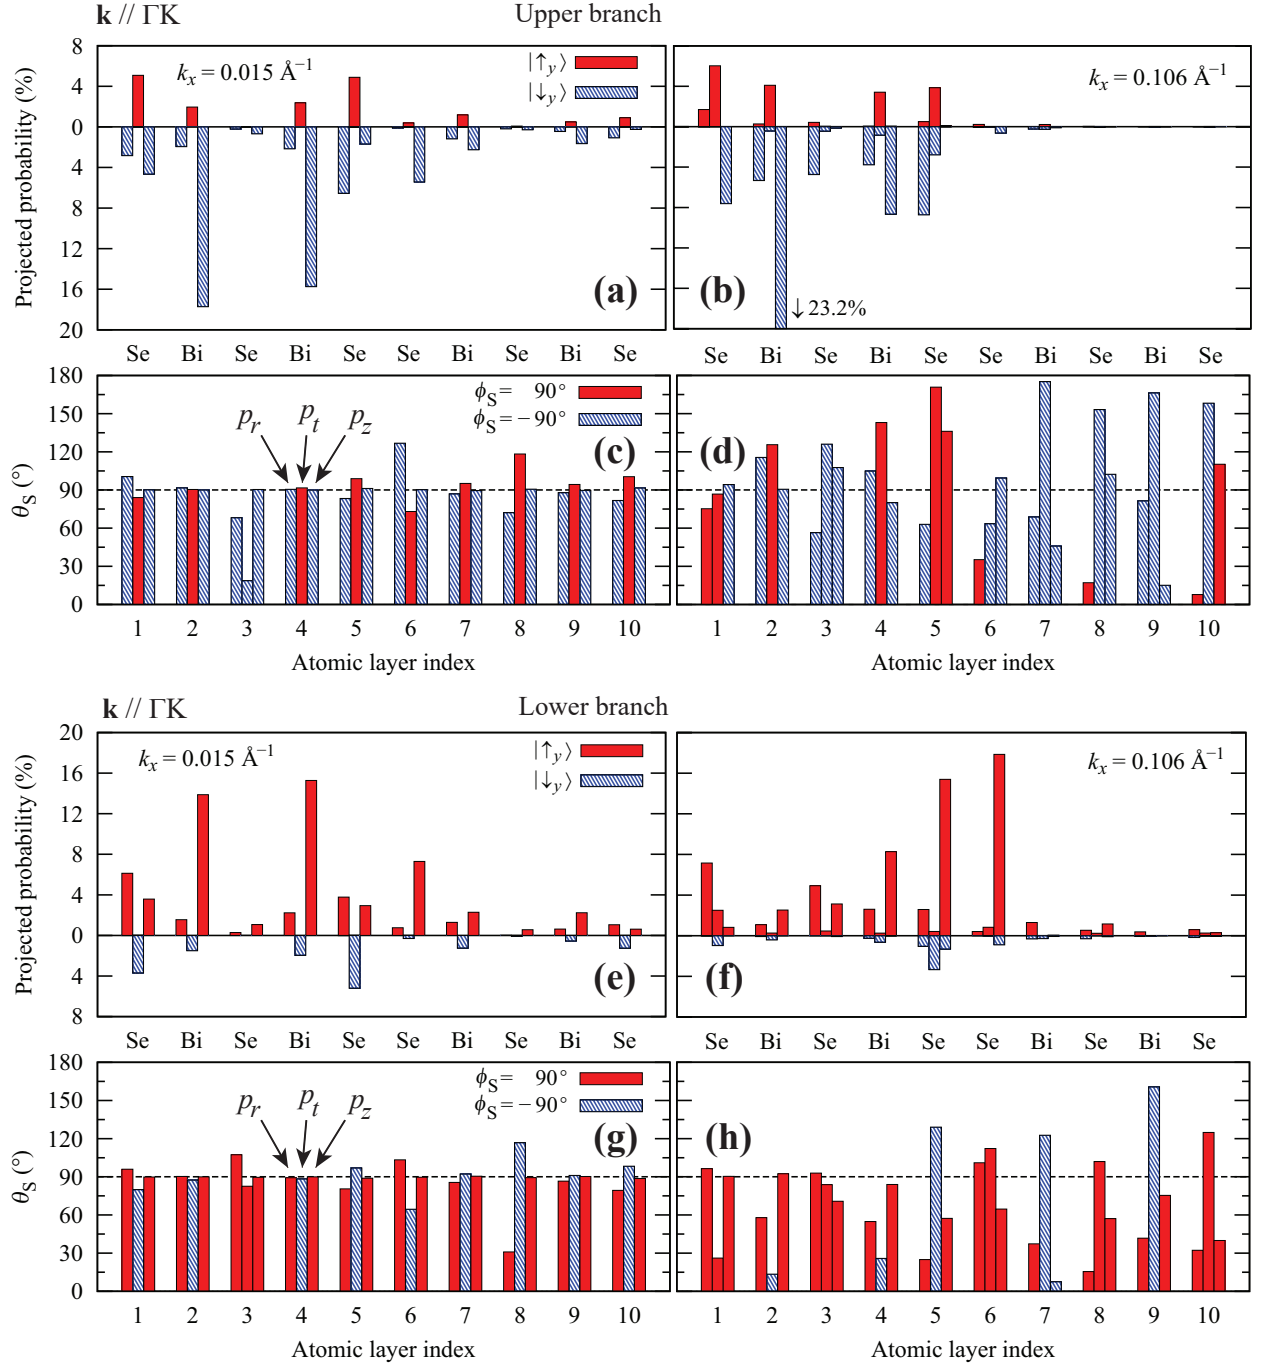 k // ΓK
Upper branch
Projected probability (%)
8
4
0
4
8
12
16
20
kₓ = 0.015 Å⁻¹
|↑y⟩
|↓y⟩
(a)
kₓ = 0.106 Å⁻¹
(b)
↓ 23.2%
Se Bi Se Bi Se Se Bi Se Bi Se
Se Bi Se Bi Se Se Bi Se Bi Se
θS (°)
180
150
120
90
60
30
0
ϕS = 90°
ϕS = −90°
pr pt pz
(c)
(d)
1 2 3 4 5 6 7 8 9 10
1 2 3 4 5 6 7 8 9 10
Atomic layer index
Atomic layer index
k // ΓK
Lower branch
Projected probability (%)
20
16
12
8
4
0
4
8
kₓ = 0.015 Å⁻¹
|↑y⟩
|↓y⟩
(e)
kₓ = 0.106 Å⁻¹
(f)
Se Bi Se Bi Se Se Bi Se Bi Se
Se Bi Se Bi Se Se Bi Se Bi Se
θS (°)
180
150
120
90
60
30
0
ϕS = 90°
ϕS = −90°
pr pt pz
(g)
(h)
1 2 3 4 5 6 7 8 9 10
1 2 3 4 5 6 7 8 9 10
Atomic layer index
Atomic layer index